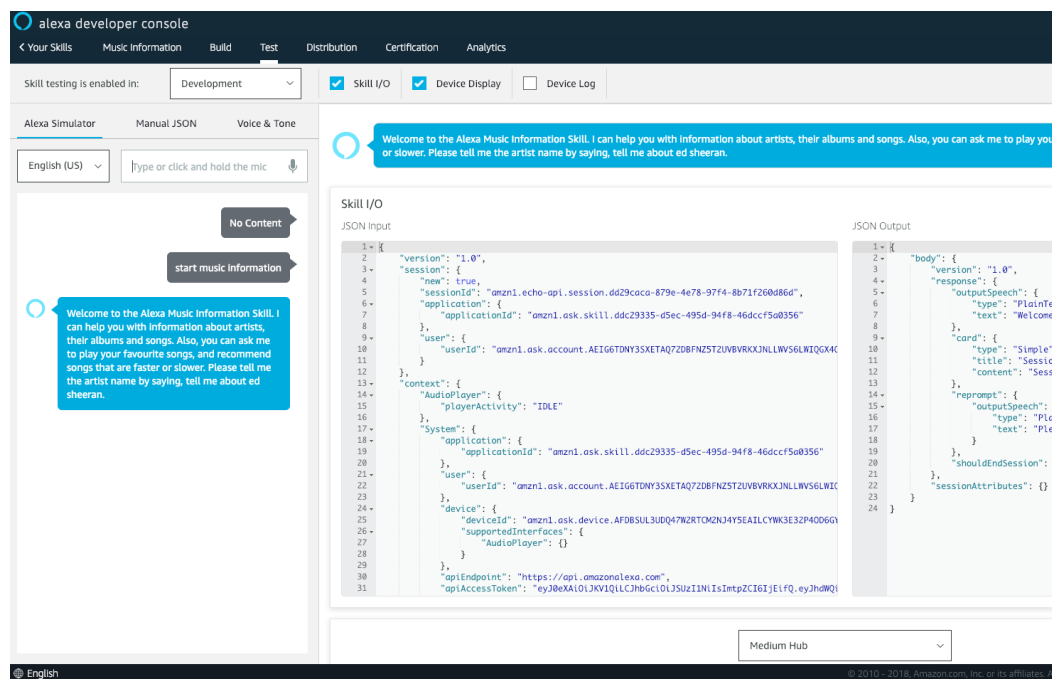 alexa developer console
< Your Skills Music Information Build Test Distribution Certification Analytics
Skill testing is enabled in: Development Skill I/O Device Display Device Log
Alexa Simulator Manual JSON Voice & Tone
English (US) Type or click and hold the mic
No Content
start music information
Welcome to the Alexa Music Information Skill. I
can help you with information about artists,
their albums and songs. Also, you can ask me
to play your favourite songs, and recommend
songs that are faster or slower. Please tell me
the artist name by saying, tell me about ed
sheeran.
Welcome to the Alexa Music Information Skill. I can help you with information about artists, their albums and songs. Also, you can ask me to play you
or slower. Please tell me the artist name by saying, tell me about ed sheeran.
Skill I/O
JSON Input
1 {
2 "version": "1.0",
3 "session": {
4 "new": true,
5 "sessionId": "amzn1.echo-api.session.dd29caca-879e-4e78-97f4-8b71f260d86d",
6 "application": {
7 "applicationId": "amzn1.ask.skill.ddc29335-d5ec-495d-94f8-46dccf5a0356"
8 },
9 "user": {
10 "userId": "amzn1.ask.account.AEIG6TDNY3SXETAQ7ZDBFNZ5T2UVBVRKXJNLLWVS6LWIQGX4C
11 }
12 },
13 "context": {
14 "AudioPlayer": {
15 "playerActivity": "IDLE"
16 },
17 "System": {
18 "application": {
19 "applicationId": "amzn1.ask.skill.ddc29335-d5ec-495d-94f8-46dccf5a0356"
20 },
21 "user": {
22 "userId": "amzn1.ask.account.AEIG6TDNY3SXETAQ7ZDBFNZ5T2UVBVRKXJNLLWVS6LWIQ
23 },
24 "device": {
25 "deviceId": "amzn1.ask.device.AFDBSUL3UDQ47WZRTCMZNJ4Y5EAILCYWK3E32P4OD6GY
26 "supportedInterfaces": {
27 "AudioPlayer": {}
28 }
29 },
30 "apiEndpoint": "https://api.amazonalexa.com",
31 "apiAccessToken": "eyJ0eXAiOiJKV1QiLCJhbGciOiJSUzI1NiIsImtpZCI6IjEifQ.eyJhdWQi
JSON Output
1 {
2 "body": {
3 "version": "1.0",
4 "response": {
5 "outputSpeech": {
6 "type": "PlainTe
7 "text": "Welcome
8 },
9 "card": {
10 "type": "Simple"
11 "title": "Sessio
12 "content": "Sess
13 },
14 "reprompt": {
15 "outputSpeech":
16 "type": "Pla
17 "text": "Ple
18 }
19 },
20 "shouldEndSession":
21 },
22 "sessionAttributes": {}
23 }
24 }
Medium Hub
English
© 2010 - 2018, Amazon.com, Inc. or its affiliates. A